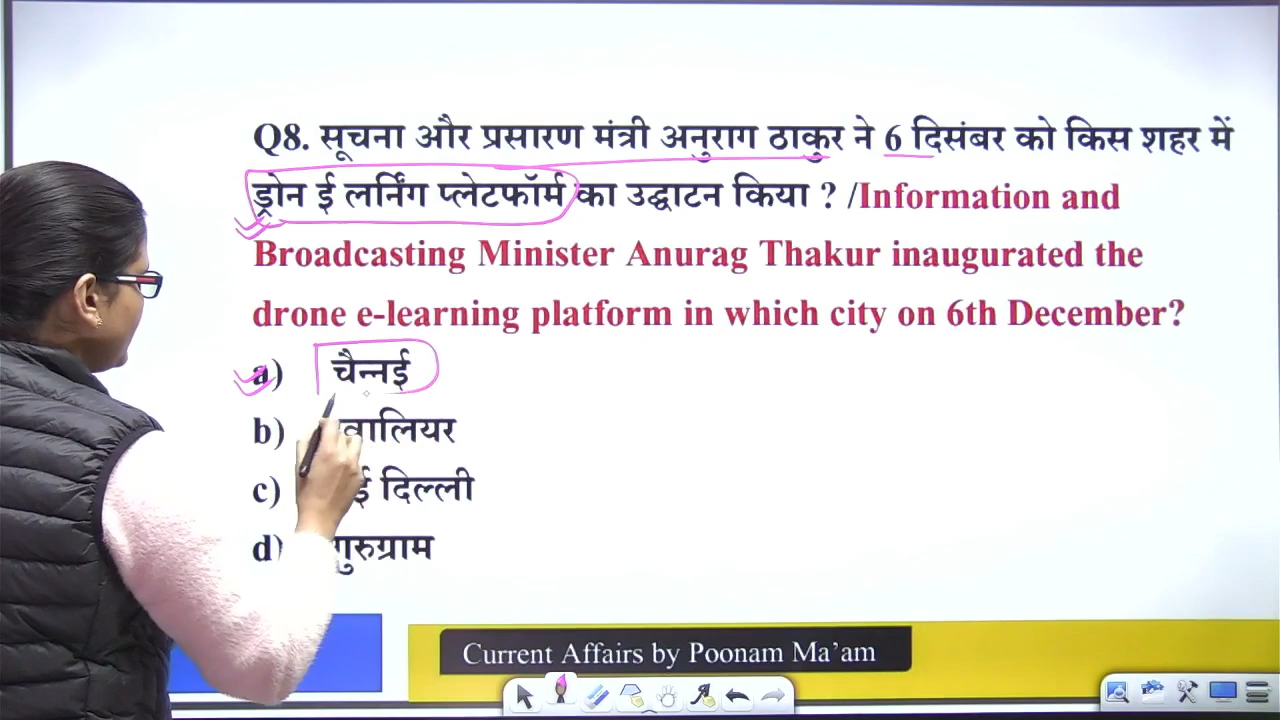 Q8. सूचना और प्रसारण मंत्री अनुराग ठाकुर ने 6 दिसंबर को किस शहर में
ड्रोन ई लर्निंग प्लेटफॉर्म का उद्घाटन किया ? /Information and
Broadcasting Minister Anurag Thakur inaugurated the
drone e-learning platform in which city on 6th December?
a) चैन्नई
b)
c) दिल्ली
d) गुरुग्राम
Current Affairs by Poonam Ma’am